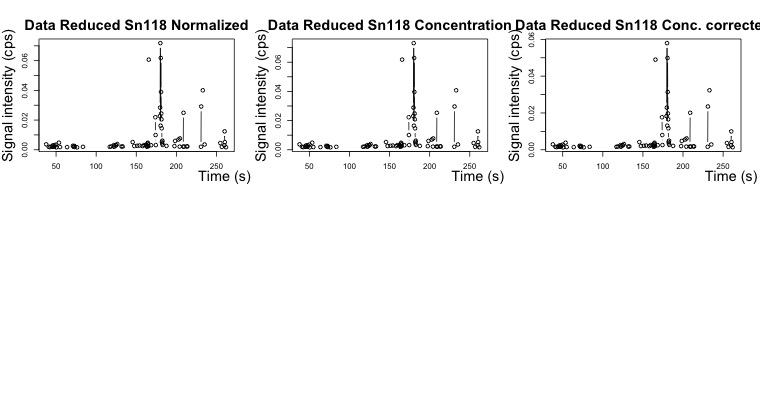 Data Reduced Sn118 Normalized
Signal intensity (cps)
0.00 0.02 0.04 0.06
50 100 150 200 250
Time (s)
Data Reduced Sn118 Concentration
Signal intensity (cps)
0.00 0.02 0.04 0.06
50 100 150 200 250
Time (s)
Data Reduced Sn118 Conc. correcte
Signal intensity (cps)
0.00 0.02 0.04 0.06
50 100 150 200 250
Time (s)